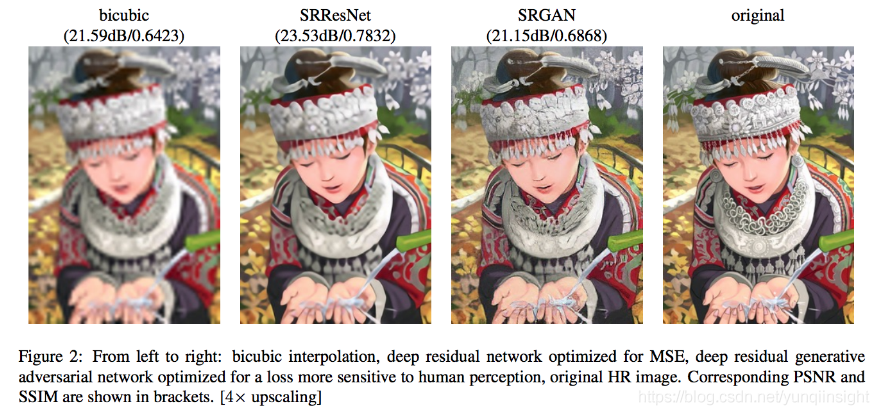 bicubic
(21.59dB/0.6423)
SRResNet
(23.53dB/0.7832)
SRGAN
(21.15dB/0.6868)
original
Figure 2: From left to right: bicubic interpolation, deep residual network optimized for MSE, deep residual generative
adversarial network optimized for a loss more sensitive to human perception, original HR image. Corresponding PSNR and
SSIM are shown in brackets. [4× upscaling]
https://blog.csdn.net/yunqiinsight